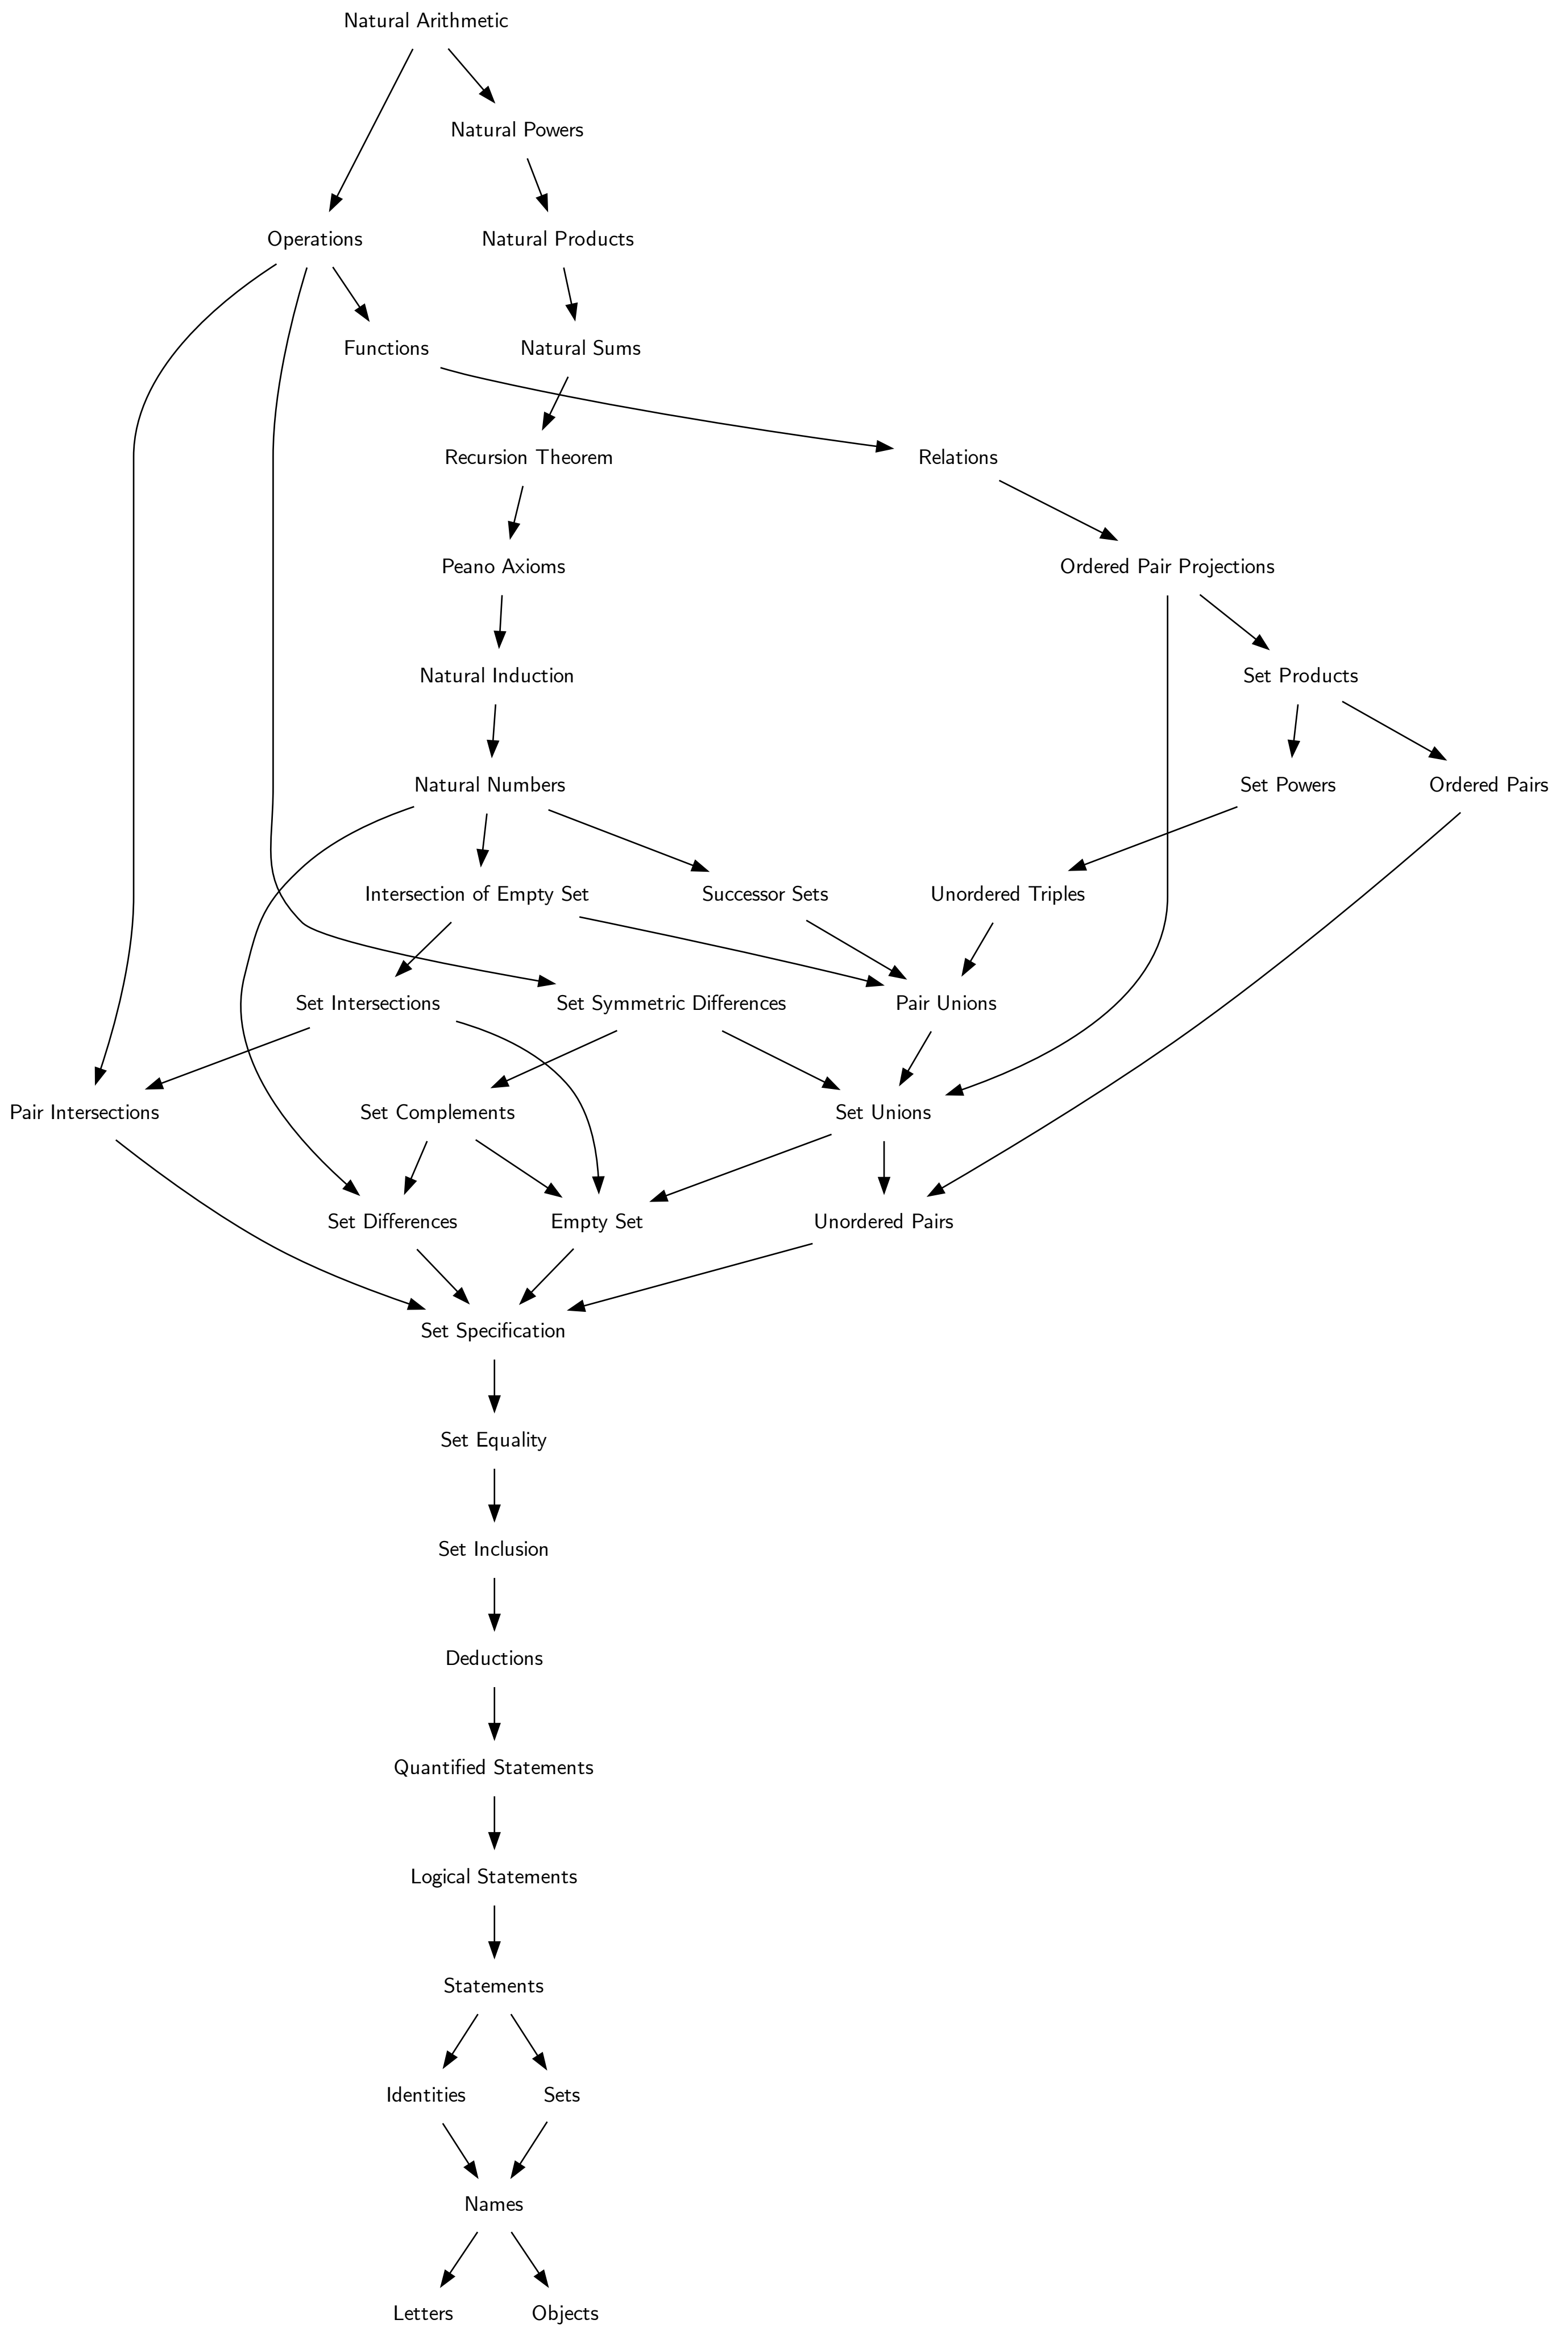 Natural Arithmetic
Natural Powers
Operations
Natural Products
Functions
Natural Sums
Recursion Theorem
Relations
Peano Axioms
Ordered Pair Projections
Natural Induction
Set Products
Natural Numbers
Set Powers
Ordered Pairs
Intersection of Empty Set
Successor Sets
Unordered Triples
Set Intersections
Set Symmetric Differences
Pair Unions
Pair Intersections
Set Complements
Set Unions
Set Differences
Empty Set
Unordered Pairs
Set Specification
Set Equality
Set Inclusion
Deductions
Quantified Statements
Logical Statements
Statements
Identities
Sets
Names
Letters
Objects